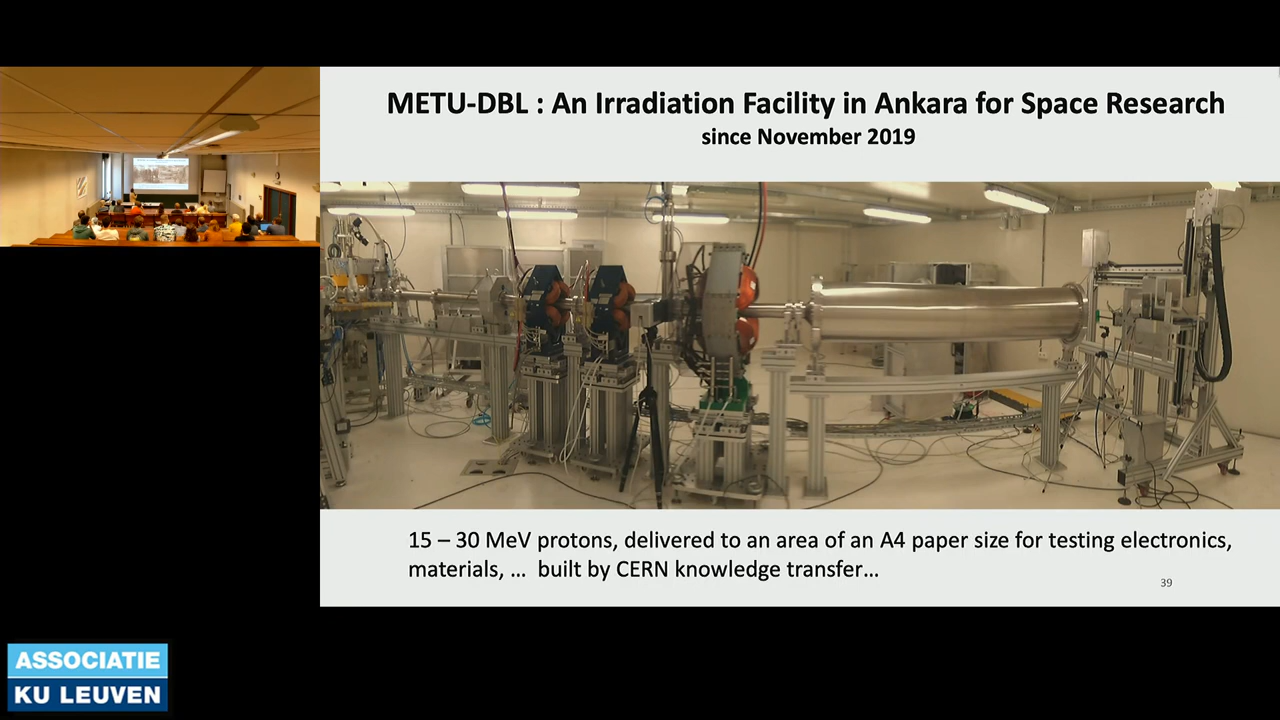 METU-DBL : An Irradiation Facility in Ankara for Space Research
since November 2019
15 – 30 MeV protons, delivered to an area of an A4 paper size for testing electronics,
materials, ... built by CERN knowledge transfer...
39
ASSOCIATIE
KU LEUVEN